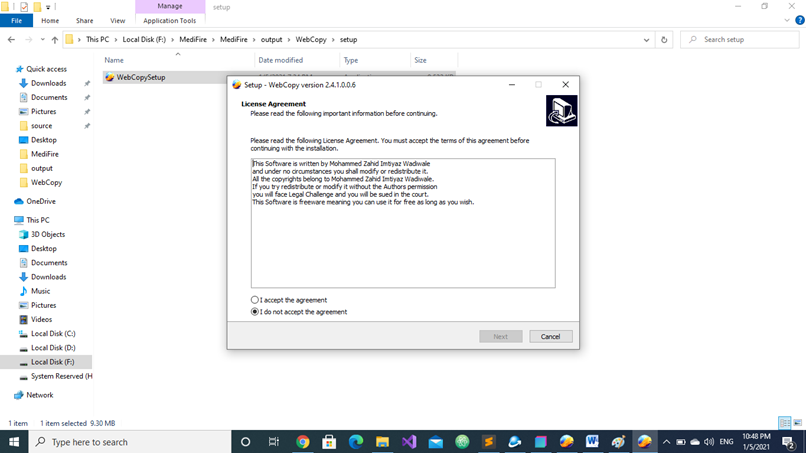 Manage
setup
File
Home
Share
View
Application Tools
This PC > Local Disk (F:) > MediFire > MediFire > output > WebCopy > setup
Search setup
Name
Date modified
Type
Size
Quick access
Downloads
Documents
Pictures
source
Desktop
MediFire
output
WebCopy
OneDrive
This PC
3D Objects
Desktop
Documents
Downloads
Music
Pictures
Videos
Local Disk (C:)
Local Disk (D:)
Local Disk (F:)
System Reserved (H
Network
WebCopySetup
Setup - WebCopy version 2.4.1.0.0.6
License Agreement
Please read the following important information before continuing.
Please read the following License Agreement. You must accept the terms of this agreement before
continuing with the installation.
This Software is written by Mohammed Zahid Imtiyaz Wadiwale
and under no circumstances you shall modify or redistribute it.
All the copyrights belong to Mohammed Zahid Imtiyaz Wadiwale.
If you try redistribute or modify it without the Authors permission
you will face Legal Challenge and you will be sued in the court.
This Software is freeware meaning you can use it for free as long as you wish.
I accept the agreement
I do not accept the agreement
Next
Cancel
1 item
1 item selected 9.30 MB
Type here to search
ENG
10:48 PM
1/5/2021
2